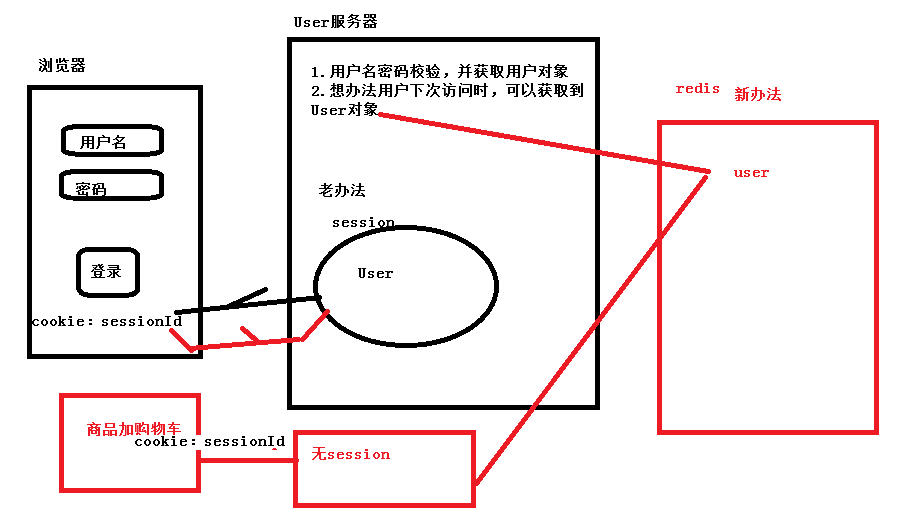 User服务器
浏览器
1.用户名密码校验，并获取用户对象
2.想办法用户下次访问时，可以获取到
User对象
redis 新办法
用户名
user
密码
老办法
session
User
登录
cookie：sessionId
商品加购物车
cookie：sessionId
无session